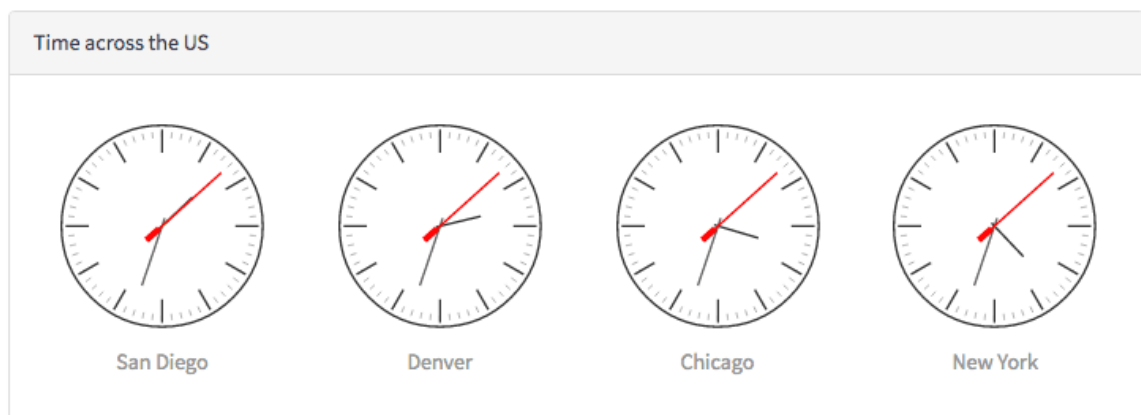 Time across the US
San Diego
Denver
Chicago
New York